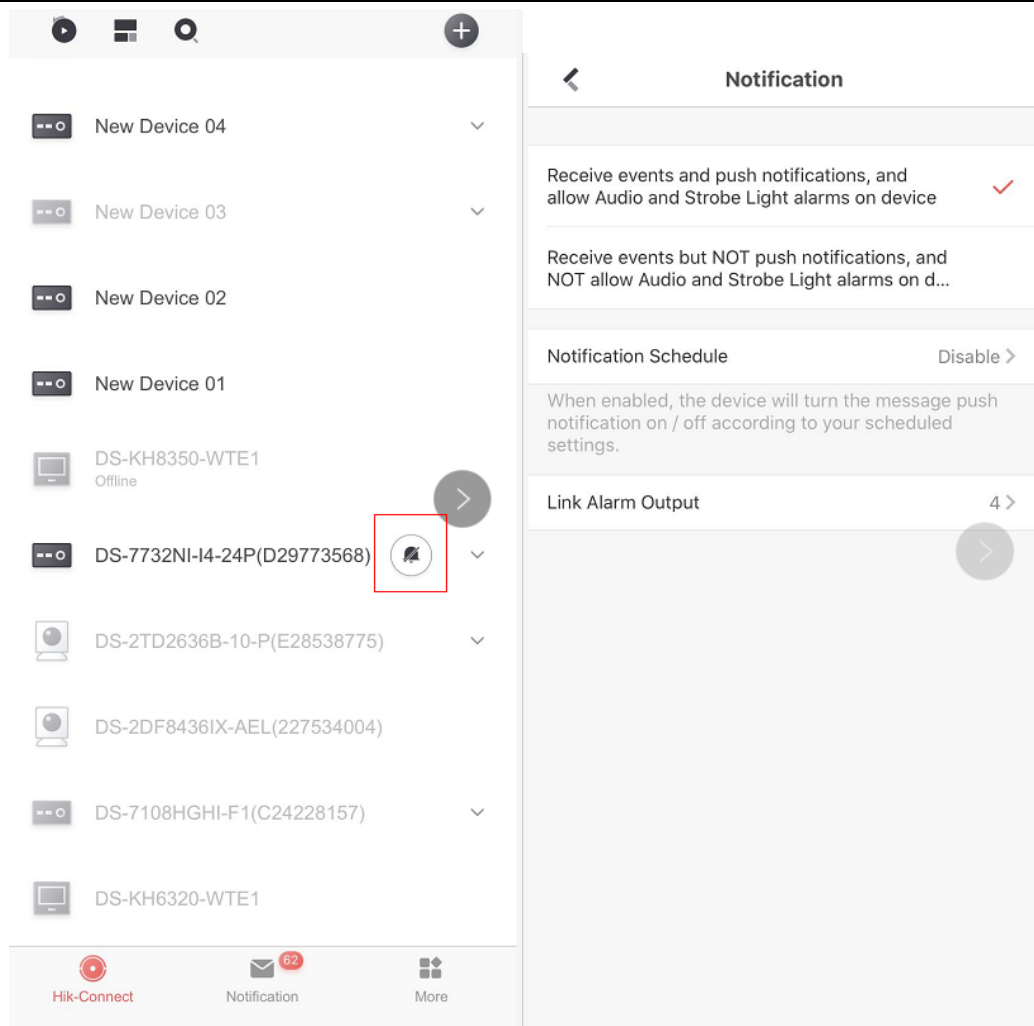 New Device 04
New Device 03
New Device 02
New Device 01
DS-KH8350-WTE1
Offline
DS-7732NI-I4-24P(D29773568)
DS-2TD2636B-10-P(E28538775)
DS-2DF8436IX-AEL(227534004)
DS-7108HGHI-F1(C24228157)
DS-KH6320-WTE1
62
Hik-Connect
Notification
More
Notification
Receive events and push notifications, and
allow Audio and Strobe Light alarms on device
Receive events but NOT push notifications, and
NOT allow Audio and Strobe Light alarms on d...
Notification Schedule
Disable
When enabled, the device will turn the message push
notification on / off according to your scheduled
settings.
Link Alarm Output
4